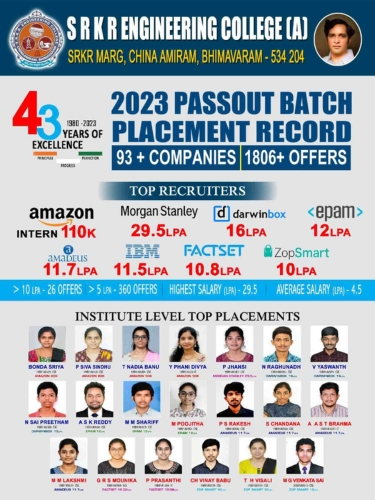 S R K R ENGINEERING COLLEGE (A)
SRKR MARG, CHINA AMIRAM, BHIMAVARAM - 534 204
43
1980 - 2023
YEARS OF
EXCELLENCE
PRINCIPLES
PROGRESS
2023 PASSOUT BATCH
PLACEMENT RECORD
93 + COMPANIES | 1806+ OFFERS
TOP RECRUITERS
amazon
INTERN 110K
Morgan Stanley
29.5LPA
d darwinbox
16LPA
<epam>
12LPA
AMADEUS
11.7LPA
IBM
11.5LPA
FACTSET
10.8LPA
ZopSmart
10LPA
> 10 LPA - 26 OFFERS > 5 LPA - 360 OFFERS | HIGHEST SALARY (LPA) - 29.5 | AVERAGE SALARY (LPA) - 4.5
INSTITUTE LEVEL TOP PLACEMENTS
BONDA SRIYA P SIVA SINDHU T NADIA BANU Y PHANI DIVYA P JHANSI N RAGHUNADH V YASWANTH
N SAI PREETHAM A S K REDDY M M SHARIFF M POOJITHA P S RAKESH S CHANDANA A A S T BRAHMA
M M LAKSHMI G R S MOUNIKA P PRASANTHI CH VINAY BABU T H VISALI M G VENKATA SAI